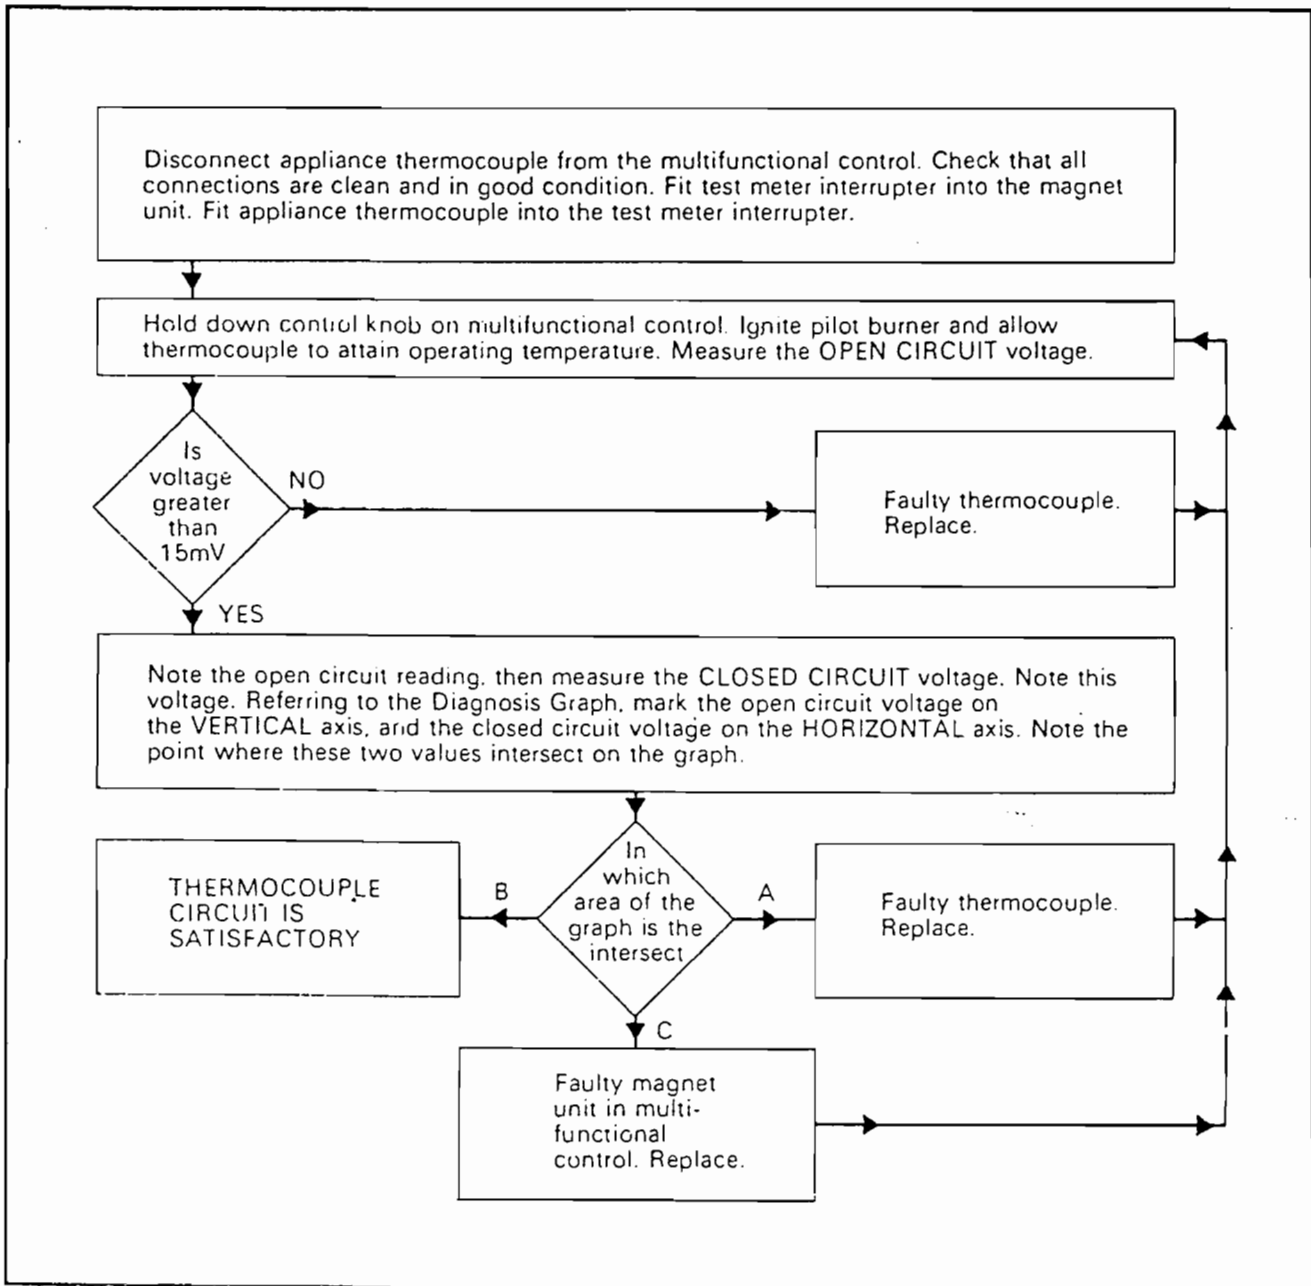 Disconnect appliance thermocouple from the multifunctional control. Check that all
connections are clean and in good condition. Fit test meter interrupter into the magnet
unit. Fit appliance thermocouple into the test meter interrupter.
Hold down control knob on multifunctional control. Ignite pilot burner and allow
thermocouple to attain operating temperature. Measure the OPEN CIRCUIT voltage.
Is
voltage
greater
than
15mV
NO
Faulty thermocouple.
Replace.
YES
Note the open circuit reading, then measure the CLOSED CIRCUIT voltage. Note this
voltage. Referring to the Diagnosis Graph, mark the open circuit voltage on
the VERTICAL axis, and the closed circuit voltage on the HORIZONTAL axis. Note the
point where these two values intersect on the graph.
THERMOCOUPLE
CIRCUIT IS
SATISFACTORY
B
In
which
area of the
graph is the
intersect
A
Faulty thermocouple.
Replace.
C
Faulty magnet
unit in multi-
functional
control. Replace.